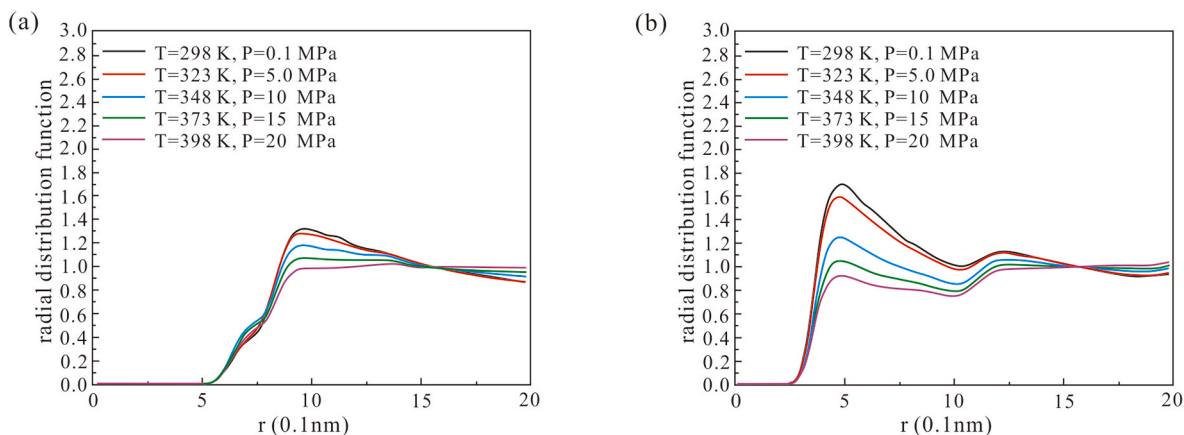 (a)
3.0
2.8
2.6
2.4
2.2
2.0
1.8
1.6
1.4
1.2
1.0
0.8
0.6
0.4
0.2
0.0
radial distribution function
T=298 K, P=0.1 MPa
T=323 K, P=5.0 MPa
T=348 K, P=10 MPa
T=373 K, P=15 MPa
T=398 K, P=20 MPa
0 5 10 15 20
r (0.1nm)
(b)
3.0
2.8
2.6
2.4
2.2
2.0
1.8
1.6
1.4
1.2
1.0
0.8
0.6
0.4
0.2
0.0
radial distribution function
T=298 K, P=0.1 MPa
T=323 K, P=5.0 MPa
T=348 K, P=10 MPa
T=373 K, P=15 MPa
T=398 K, P=20 MPa
0 5 10 15 20
r (0.1nm)